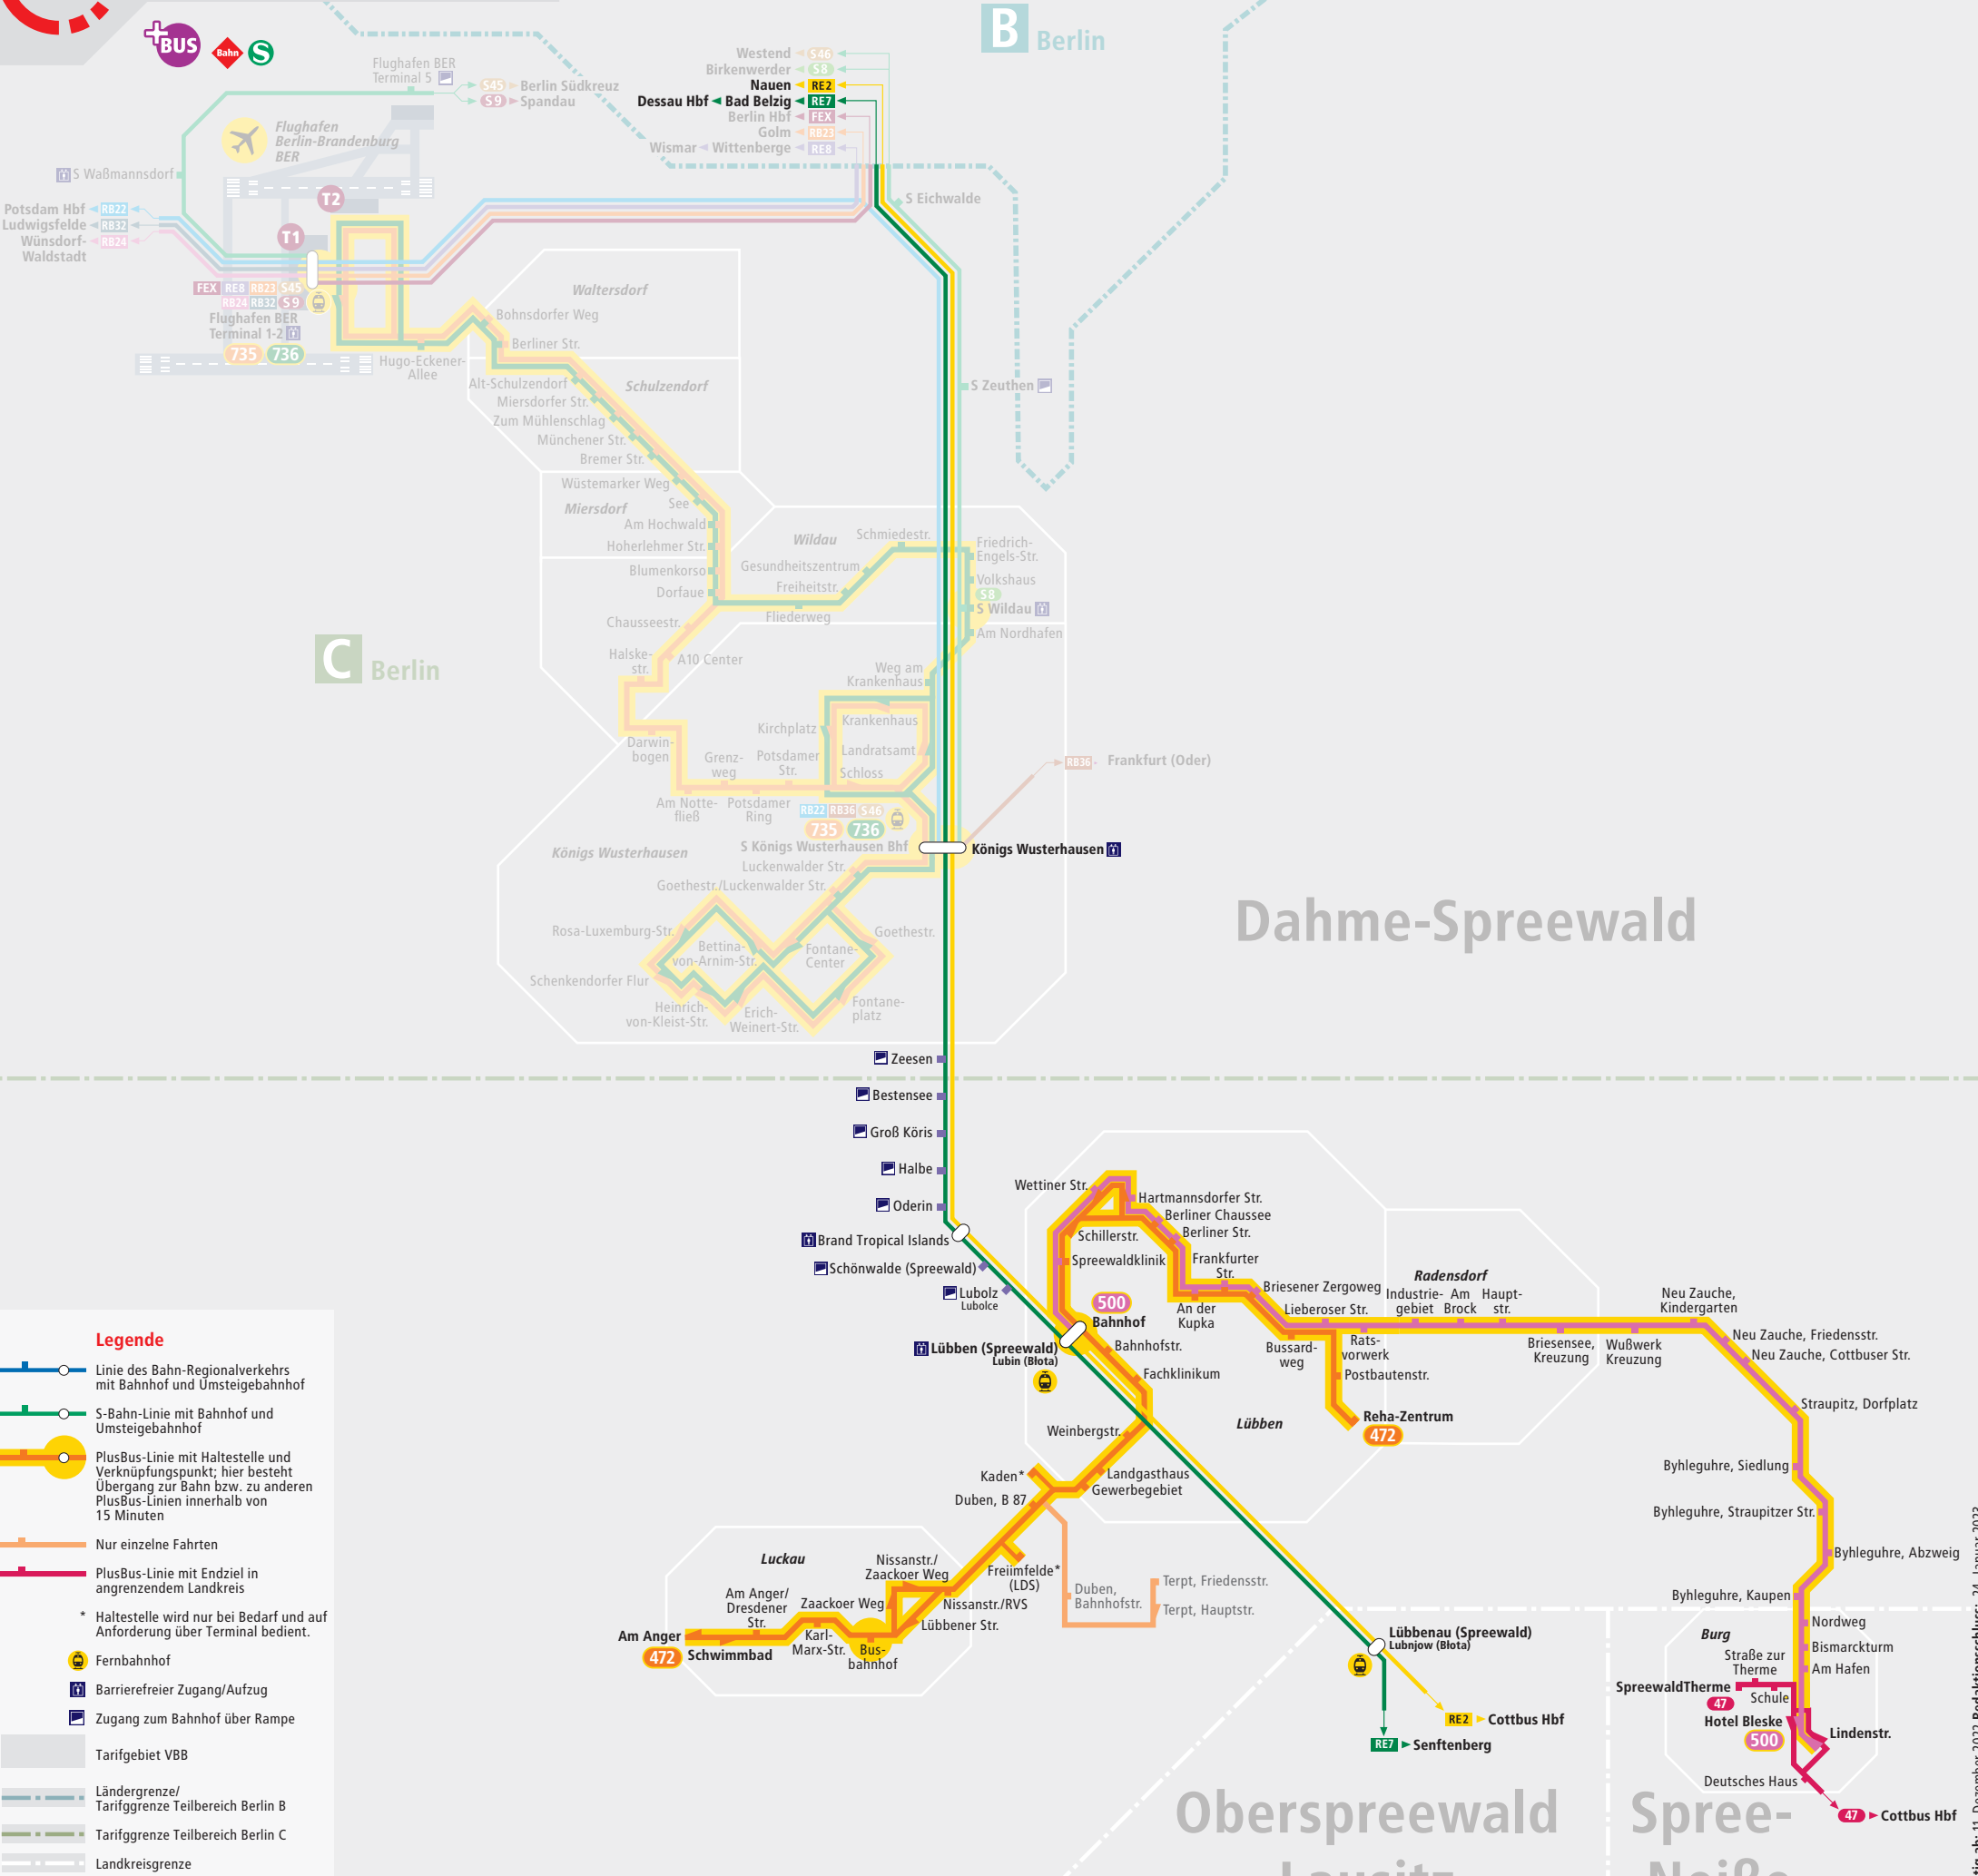 +BUS
Bahn
S
B Berlin
Westend S46
Birkenwerder S8
Nauen RE2
Dessau Hbf Bad Belzig RE7
Berlin Hbf FEX
Golm RB23
Wismar Wittenberge RE8
Flughafen BER
Terminal 5
S45 Berlin Südkreuz
S9 Spandau
Flughafen
Berlin-Brandenburg
BER
S Waßmannsdorf
T2
T1
Potsdam Hbf RB22
Ludwigsfelde RB32
Wünsdorf- RB24
Waldstadt
S Eichwalde
FEX RE8 RB23 S45
RB24 RB32 S9
Flughafen BER
Terminal 1-2
735 736
Hugo-Eckener-
Allee
Waltersdorf
Bohnsdorfer Weg
Berliner Str.
Schulzendorf
Alt-Schulzendorf
Miersdorfer Str.
Zum Mühlenschlag
Münchener Str.
Bremer Str.
Wüstemarker Weg
See
S Zeuthen
Miersdorf
Am Hochwald
Hoherlehmer Str.
Blumenkorso
Dorfaue
Wildau
Schmiedestr.
Gesundheitszentrum
Freiheitstr.
Fliederweg
Friedrich-
Engels-Str.
Volkshaus
S8
S Wildau
Am Nordhafen
Chausseestr.
Halske-
str.
A10 Center
C Berlin
Weg am
Krankenhaus
Krankenhaus
Kirchplatz
Landratsamt
Darwin-
bogen
Grenz-
weg
Potsdamer
Str.
Schloss
Am Notte-
fließ
Potsdamer
Ring
RB22 RB36 S46
735 736
S Königs Wusterhausen Bhf
RB36 Frankfurt (Oder)
Königs Wusterhausen
Königs Wusterhausen
Luckenwalder Str.
Goethestr./Luckenwalder Str.
Rosa-Luxemburg-Str.
Bettina-
von-Arnim-Str.
Fontane-
Center
Goethestr.
Schenkendorfer Flur
Heinrich-
von-Kleist-Str.
Erich-
Weinert-Str.
Fontane-
platz
Dahme-Spreewald
Zeesen
Bestensee
Groß Köris
Halbe
Oderin
Brand Tropical Islands
Schönwalde (Spreewald)
Lubolz
Lubolce
Lübben (Spreewald)
Lubin (Błota)
500
Bahnhof
Wettiner Str.
Hartmannsdorfer Str.
Berliner Chaussee
Berliner Str.
Schillerstr.
Spreewaldklinik
Frankfurter
Str.
Briesener Zergoweg
An der
Kupka
Lieberoser Str.
Bussard-
weg
Rats-
vorwerk
Radensdorf
Industrie-
gebiet
Am
Brock
Haupt-
str.
Briesensee,
Kreuzung
Wußwerk
Kreuzung
Neu Zauche,
Kindergarten
Neu Zauche, Friedensstr.
Neu Zauche, Cottbuser Str.
Straupitz, Dorfplatz
Byhleguhre, Siedlung
Byhleguhre, Straupitzer Str.
Byhleguhre, Abzweig
Byhleguhre, Kaupen
Postbautenstr.
Reha-Zentrum
472
Lübben
Bahnhofstr.
Fachklinikum
Weinbergstr.
Landgasthaus
Gewerbegebiet
Kaden*
Duben, B 87
Freiimfelde*
(LDS)
Duben,
Bahnhofstr.
Terpt, Friedensstr.
Terpt, Hauptstr.
Luckau
Nissanstr./
Zaackoer Weg
Nissanstr./RVS
Lübbener Str.
Am Anger/
Dresdener
Str.
Zaackoer Weg
Karl-
Marx-Str.
Bus-
bahnhof
Am Anger
472 Schwimmbad
Lübbenau (Spreewald)
Lubnjow (Błota)
RE2 Cottbus Hbf
RE7 Senftenberg
Burg
Nordweg
Bismarckturm
Am Hafen
Straße zur
Therme
SpreewaldTherme
47
Schule
Hotel Bleske
500
Lindenstr.
Deutsches Haus
47 Cottbus Hbf
Oberspreewald
Spree-
Legende
Linie des Bahn-Regionalverkehrs
mit Bahnhof und Umsteigebahnhof
S-Bahn-Linie mit Bahnhof und
Umsteigebahnhof
PlusBus-Linie mit Haltestelle und
Verknüpfungspunkt; hier besteht
Übergang zur Bahn bzw. zu anderen
PlusBus-Linien innerhalb von
15 Minuten
Nur einzelne Fahrten
PlusBus-Linie mit Endziel in
angrenzendem Landkreis
* Haltestelle wird nur bei Bedarf und auf
Anforderung über Terminal bedient.
Fernbahnhof
Barrierefreier Zugang/Aufzug
Zugang zum Bahnhof über Rampe
Tarifgebiet VBB
Ländergrenze/
Tarifggrenze Teilbereich Berlin B
Tarifggrenze Teilbereich Berlin C
Landkreisgrenze